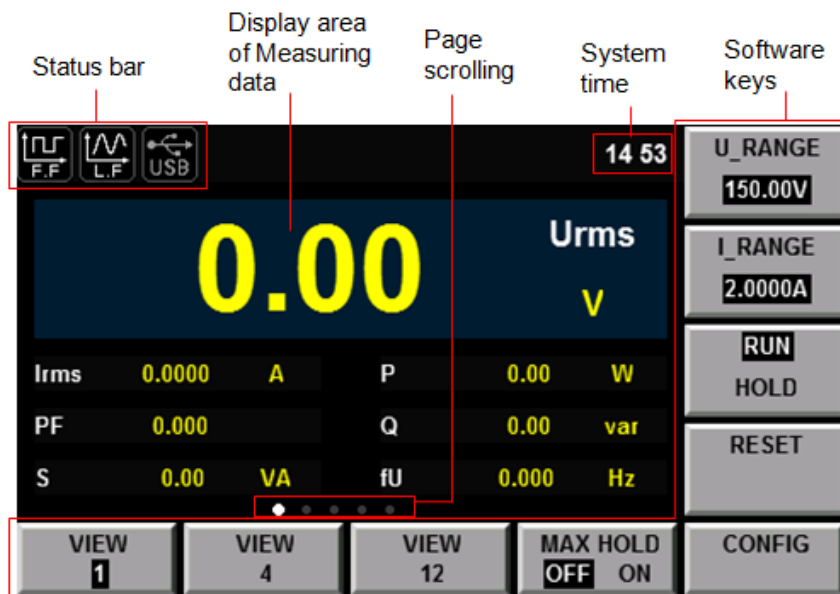 Status bar
Display area
of Measuring
data
Page
scrolling
System
time
Software
keys
F.F
L.F
USB
14 53
0.00
Urms
V
Irms 0.0000 A
P 0.00 W
PF 0.000
Q 0.00 var
S 0.00 VA
fU 0.000 Hz
U_RANGE
150.00V
I_RANGE
2.0000A
RUN
HOLD
RESET
VIEW
1
VIEW
4
VIEW
12
MAX HOLD
OFF ON
CONFIG